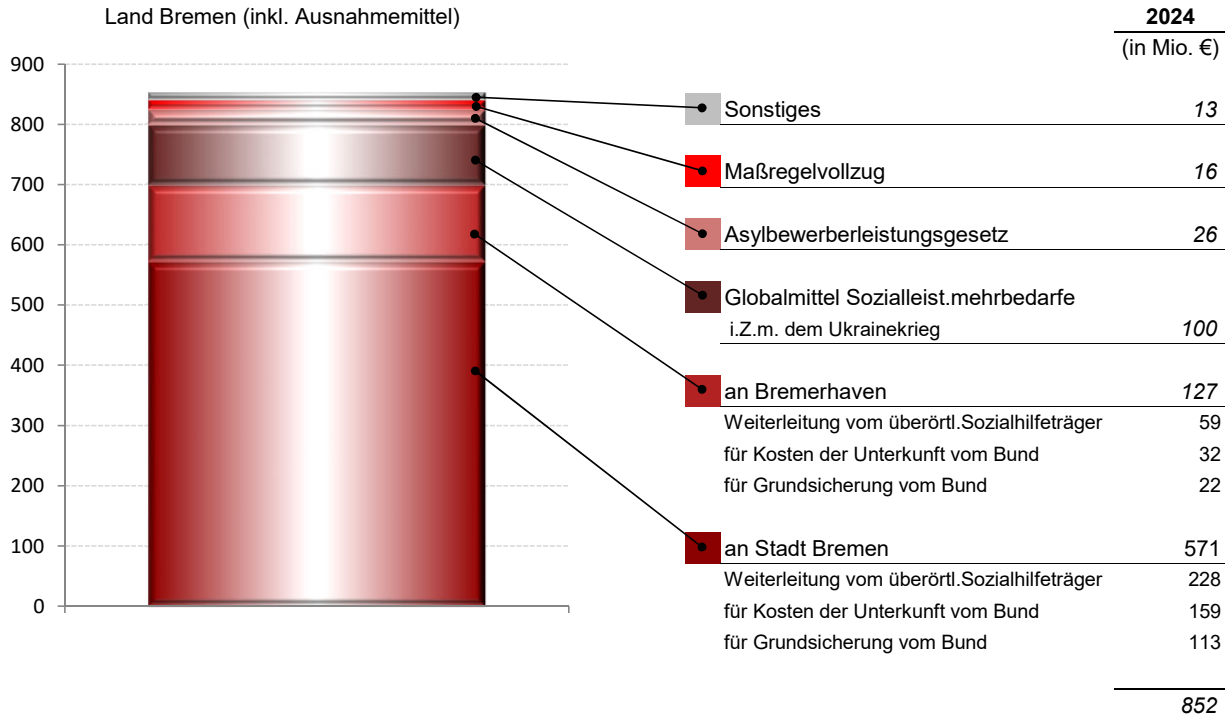 Land Bremen (inkl. Ausnahmemittel)
2024
(in Mio. €)
900
800
700
600
500
400
300
200
100
0
Sonstiges 13
Maßregelvollzug 16
Asylbewerberleistungsgesetz 26
Globalmittel Sozialleist.mehrbedarfe
i.Z.m. dem Ukrainekrieg 100
an Bremerhaven 127
Weiterleitung vom überörtl.Sozialhilfeträger 59
für Kosten der Unterkunft vom Bund 32
für Grundsicherung vom Bund 22
an Stadt Bremen 571
Weiterleitung vom überörtl.Sozialhilfeträger 228
für Kosten der Unterkunft vom Bund 159
für Grundsicherung vom Bund 113
852